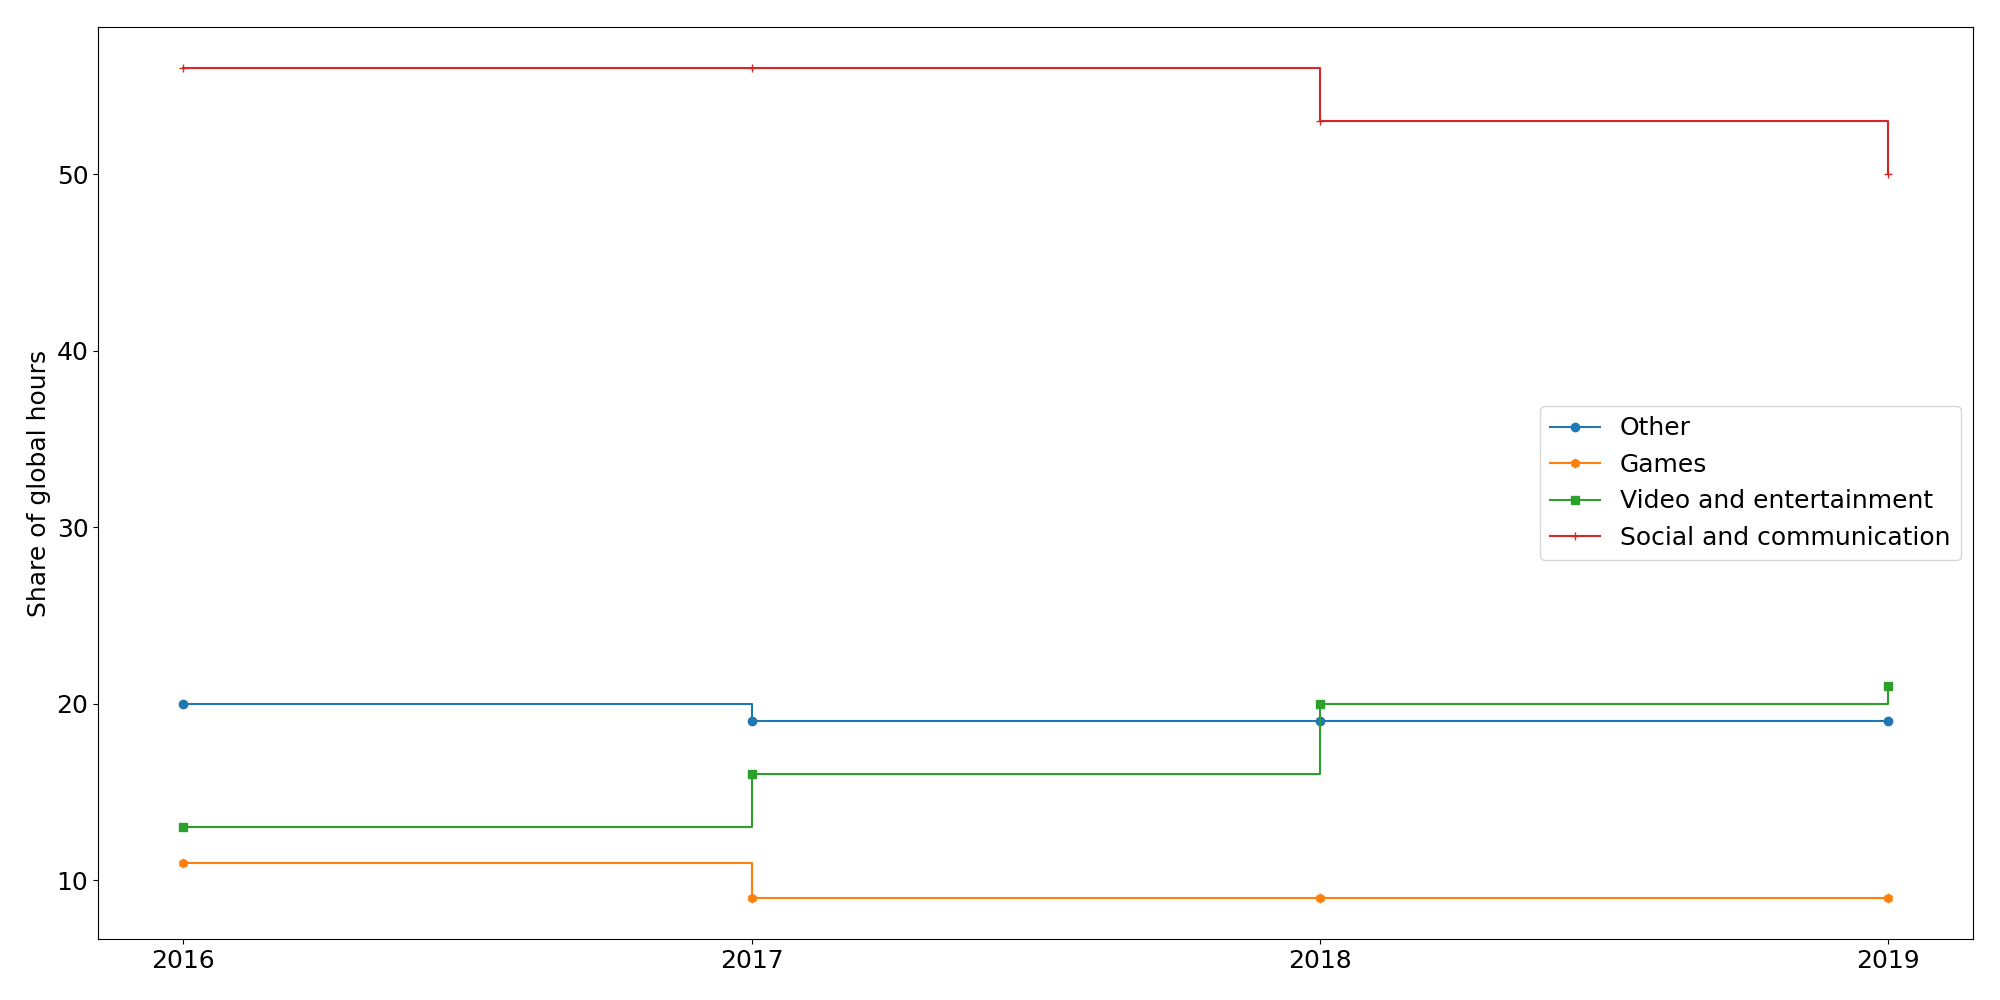 50
40
30
20
10
Share of global hours
Other
Games
Video and entertainment
Social and communication
2016
2017
2018
2019